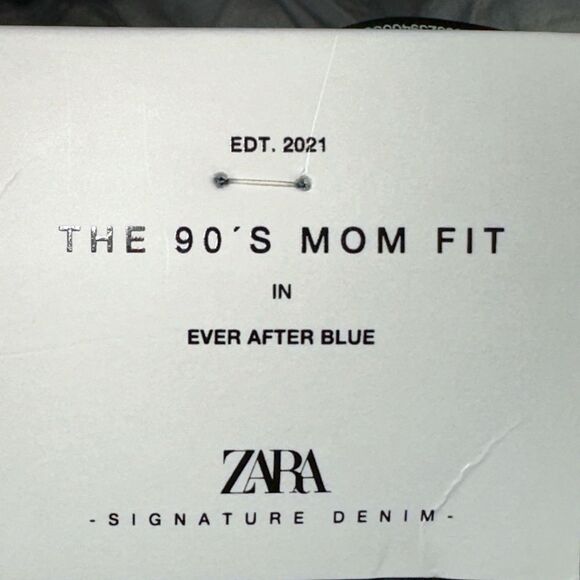 EDT. 2021
THE 90´S MOM FIT
IN
EVER AFTER BLUE
ZARA
- SIGNATURE DENIM -